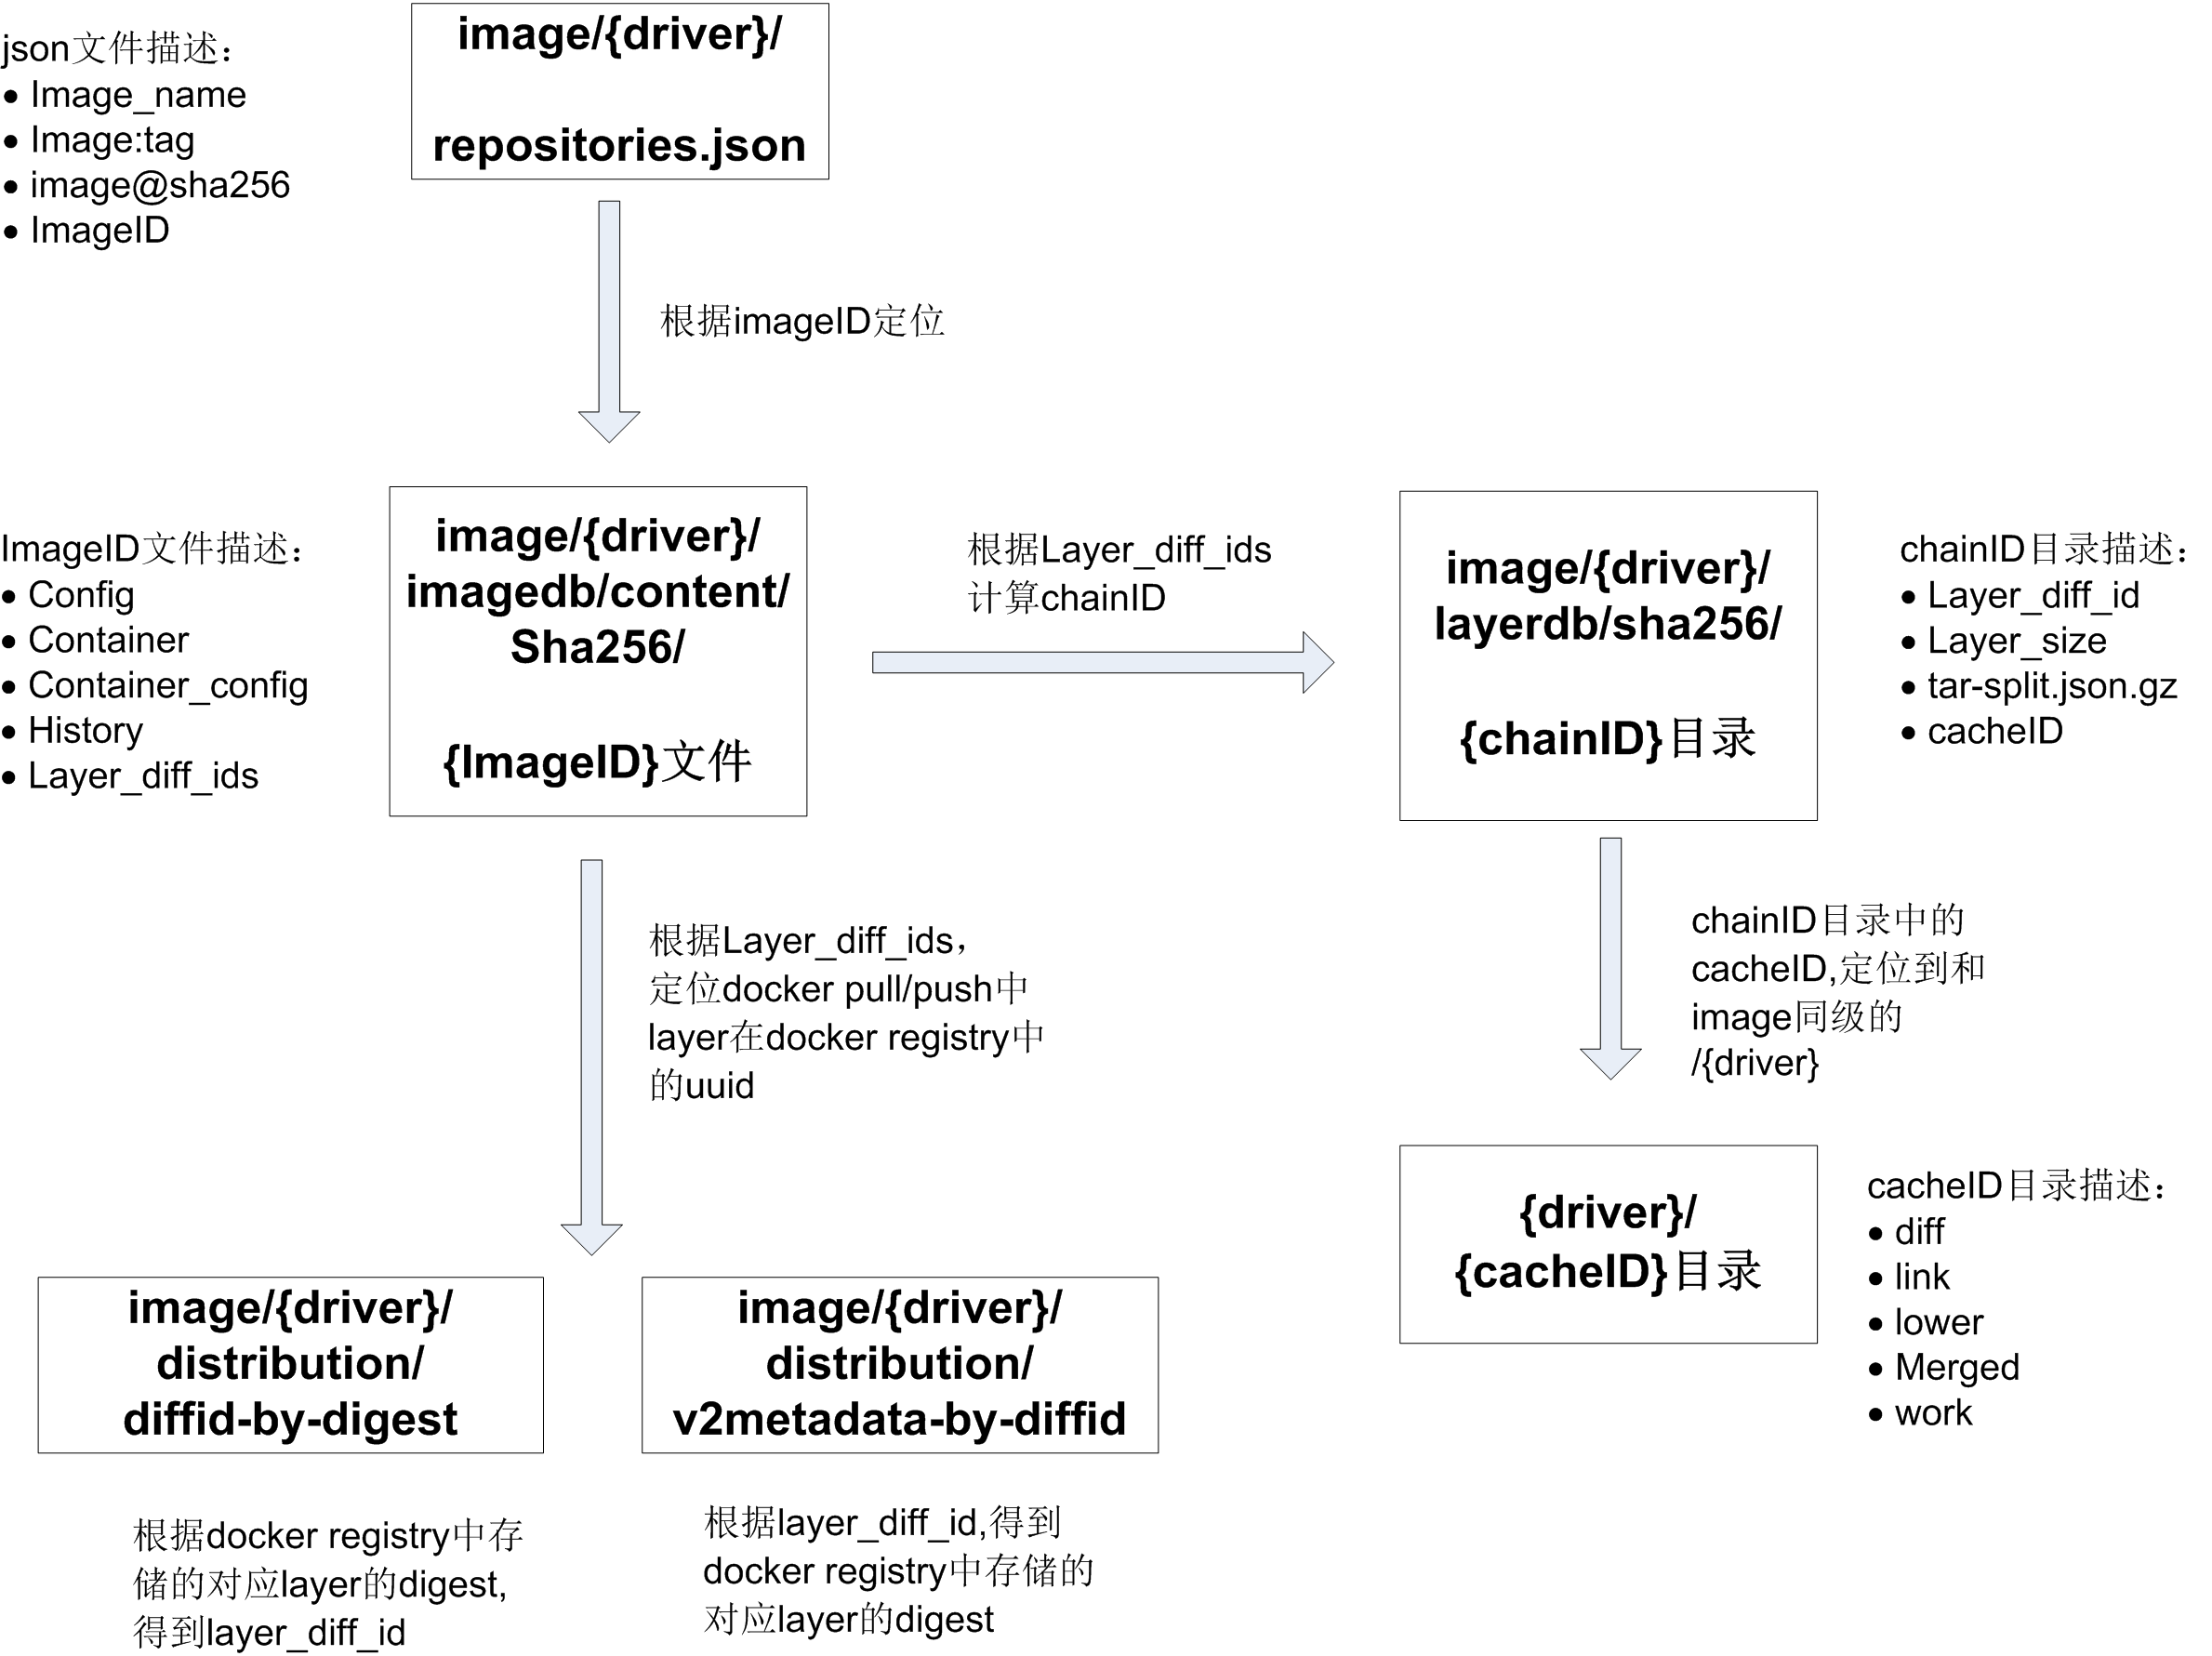 json文件描述：
● Image_name
● Image:tag
● image@sha256
● ImageID
image/{driver}/
repositories.json
根据imageID定位
ImageID文件描述：
● Config
● Container
● Container_config
● History
● Layer_diff_ids
image/{driver}/
imagedb/content/
Sha256/
{ImageID}文件
根据Layer_diff_ids
计算chainID
image/{driver}/
layerdb/sha256/
{chainID}目录
chainID目录描述：
● Layer_diff_id
● Layer_size
● tar-split.json.gz
● cacheID
根据Layer_diff_ids，
定位docker pull/push中
layer在docker registry中
的uuid
chainID目录中的
cacheID,定位到和
image同级的
/{driver}
{driver}/
{cacheID}目录
cacheID目录描述：
● diff
● link
● lower
● Merged
● work
image/{driver}/
distribution/
diffid-by-digest
image/{driver}/
distribution/
v2metadata-by-diffid
根据docker registry中存
储的对应layer的digest,
得到layer_diff_id
根据layer_diff_id,得到
docker registry中存储的
对应layer的digest